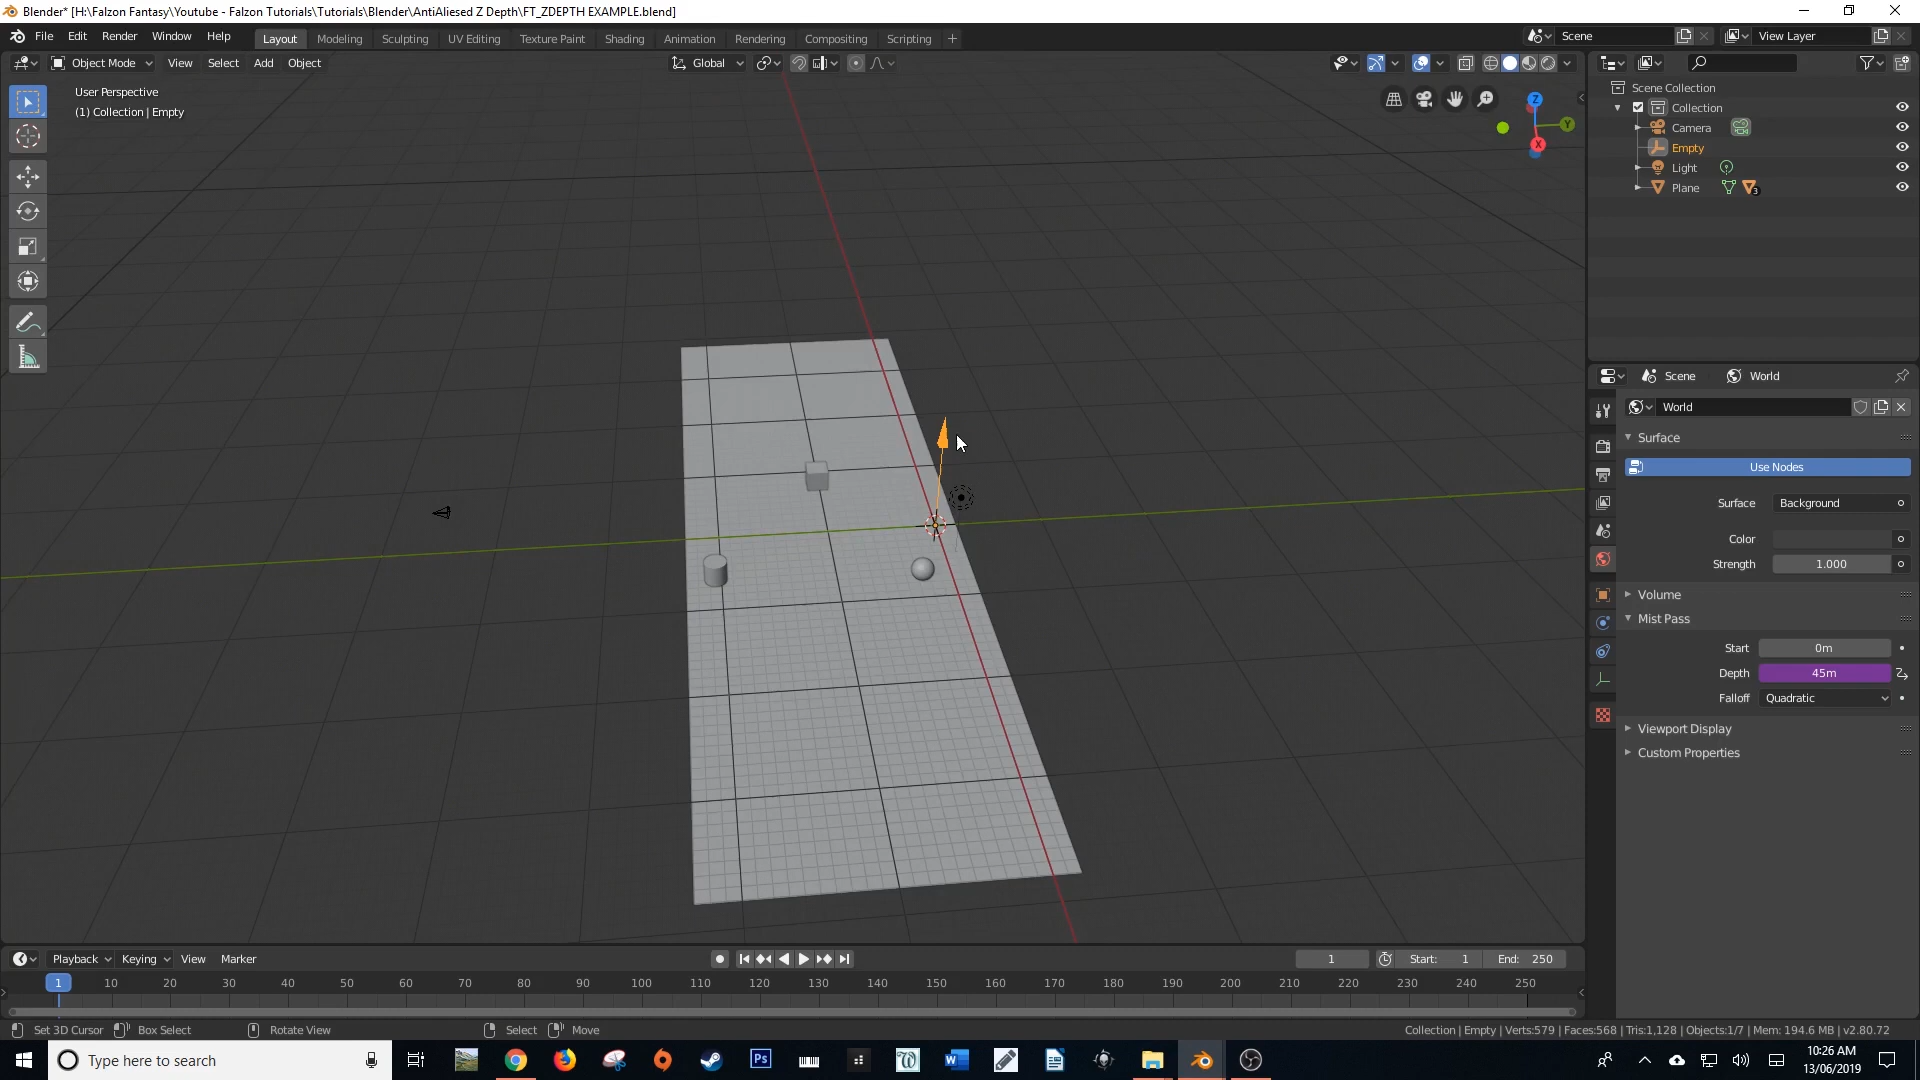 Blender* [H:\Falzon Fantasy\Youtube - Falzon Tutorials\Tutorials\Blender\AntiAliesed Z Depth\FT_ZDEPTH EXAMPLE.blend]
File Edit Render Window Help Layout Modeling Sculpting UV Editing Texture Paint Shading Animation Rendering Compositing Scripting + Scene View Layer
Object Mode View Select Add Object Global
User Perspective
(1) Collection | Empty
Z
Y
X
Scene Collection
Collection
Camera
Empty
Light
Plane 3
Scene World
World
Surface
Use Nodes
Surface Background
Color
Strength 1.000
Volume
Mist Pass
Start 0m
Depth 45m
Falloff Quadratic
Viewport Display
Custom Properties
Playback Keying View Marker 1 Start: 1 End: 250
1 10 20 30 40 50 60 70 80 90 100 110 120 130 140 150 160 170 180 190 200 210 220 230 240 250
Set 3D Cursor Box Select Rotate View Select Move Collection | Empty | Verts:579 | Faces:568 | Tris:1,128 | Objects:1/7 | Mem: 194.6 MB | v2.80.72
Type here to search Ps W 10:26 AM
13/06/2019